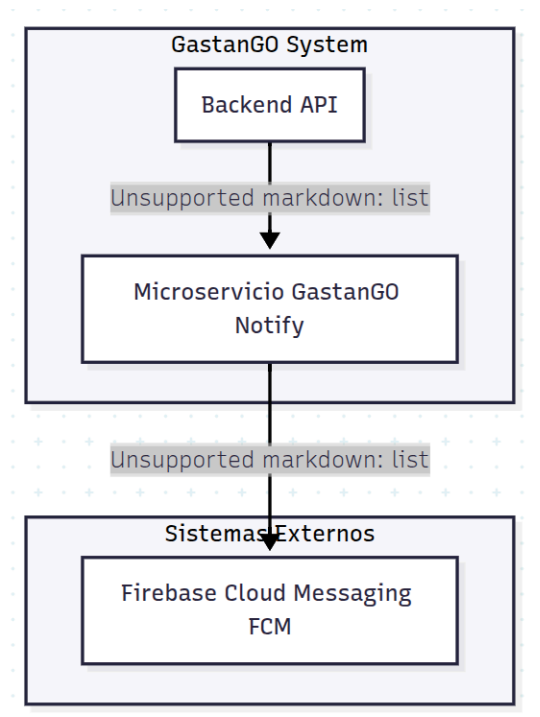 GastanGO System
Backend API
Unsupported markdown: list
Microservicio GastanGO
Notify
Unsupported markdown: list
Sistemas Externos
Firebase Cloud Messaging
FCM